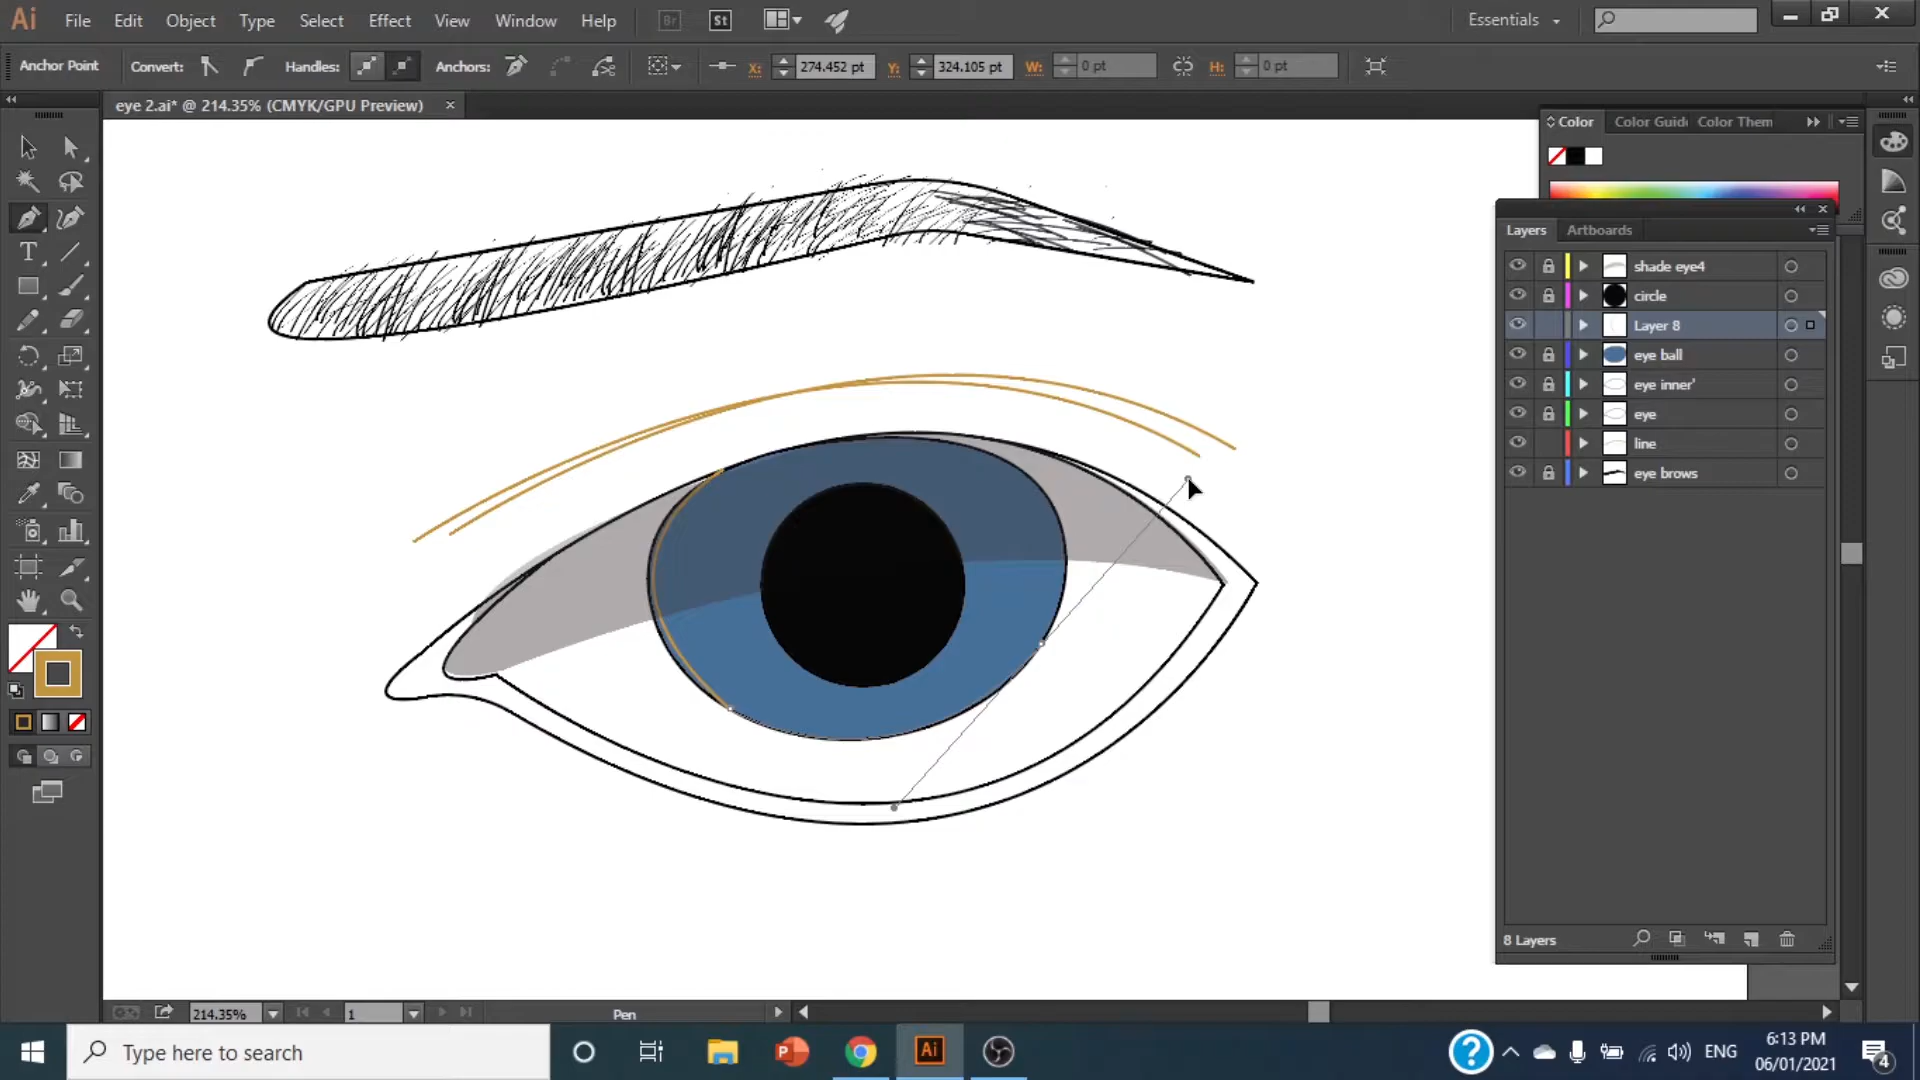 Ai File Edit Object Type Select Effect View Window Help Br St Essentials
Anchor Point Convert: Handles: Anchors: X: 274.452 pt Y: 324.105 pt W: 0 pt H: 0 pt
eye 2.ai* @ 214.35% (CMYK/GPU Preview)
Color Color Guid Color Them
Layers Artboards
shade eye4
circle
Layer 8
eye ball
eye inner'
eye
line
eye brows
8 Layers
214.35% 1 Pen
Type here to search
P Ai
ENG
6:13 PM
06/01/2021
4